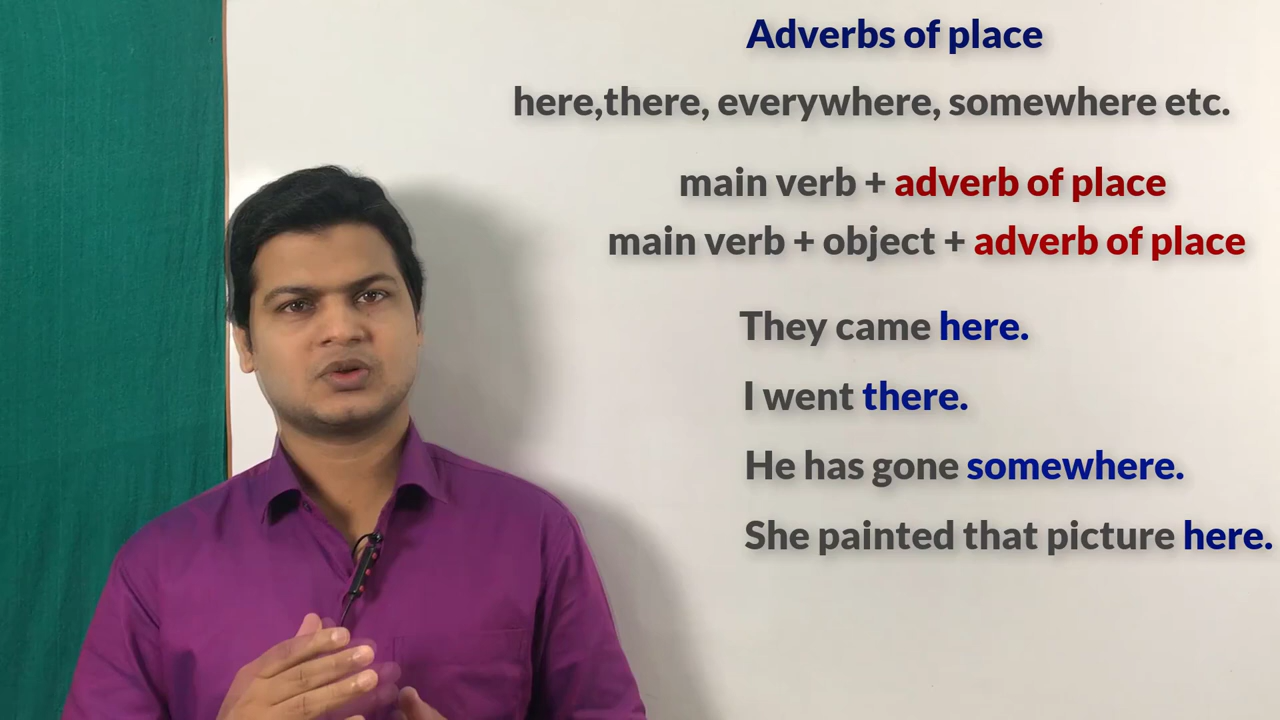 Adverbs of place
here,there, everywhere, somewhere etc.
main verb + adverb of place
main verb + object + adverb of place
They came here.
I went there.
He has gone somewhere.
She painted that picture here.